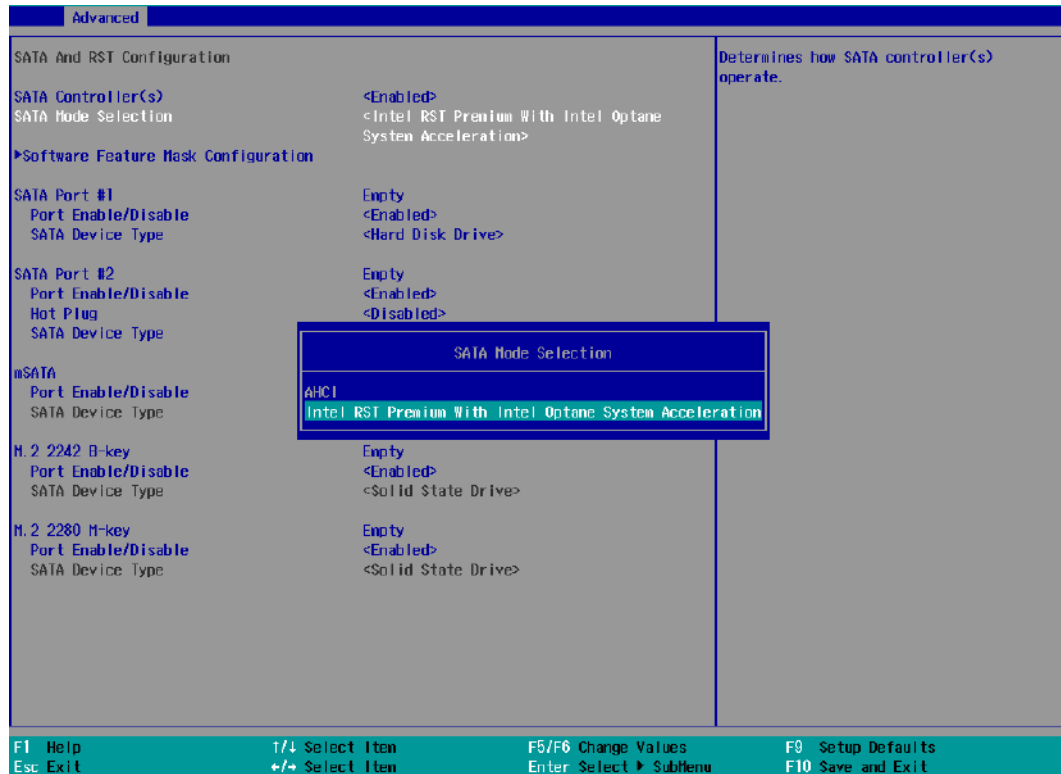 Advanced
SATA And RST Configuration
Determines how SATA controller(s)
operate.
SATA Controller(s) <Enabled>
SATA Mode Selection <Intel RST Premium With Intel Optane
System Acceleration>
▶Software Feature Mask Configuration
SATA Port #1 Empty
Port Enable/Disable <Enabled>
SATA Device Type <Hard Disk Drive>
SATA Port #2 Empty
Port Enable/Disable <Enabled>
Hot Plug <Disabled>
SATA Device Type
mSATA
Port Enable/Disable
SATA Device Type
SATA Mode Selection
AHCI
Intel RST Premium With Intel Optane System Acceleration
M.2 2242 B-key Empty
Port Enable/Disable <Enabled>
SATA Device Type <Solid State Drive>
M.2 2280 M-key Empty
Port Enable/Disable <Enabled>
SATA Device Type <Solid State Drive>
F1 Help ↑/↓ Select Item F5/F6 Change Values F9 Setup Defaults
Esc Exit ←/→ Select Item Enter Select ▶ SubMenu F10 Save and Exit